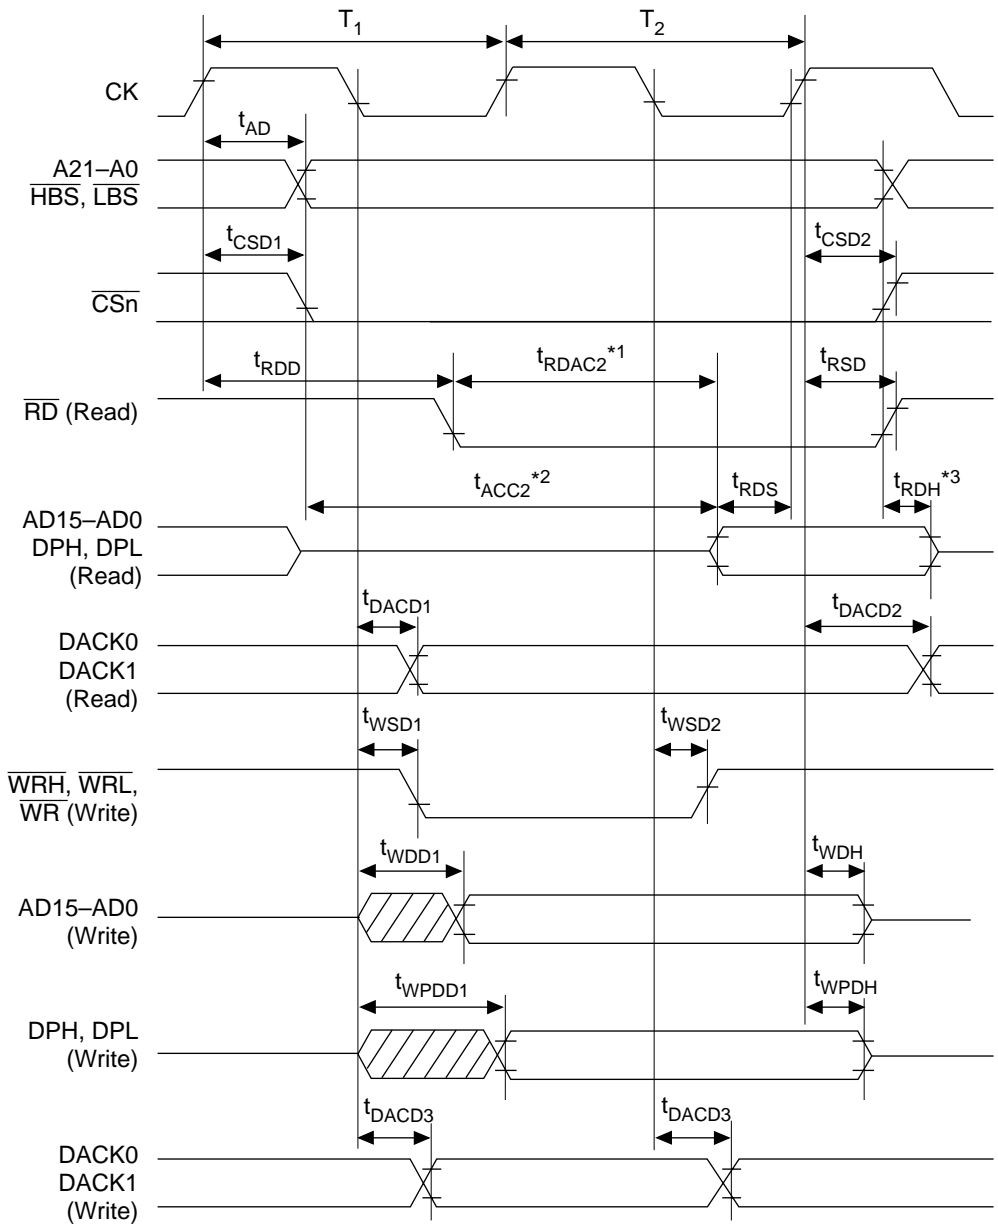 T1 T2
CK
tAD
A21–A0
HBS, LBS
tCSD1 tCSD2
CSn
tRDD tRDAC2*1 tRSD
RD (Read)
tACC2*2 tRDS tRDH*3
AD15–AD0
DPH, DPL
(Read)
tDACD1 tDACD2
DACK0
DACK1
(Read)
tWSD1 tWSD2
WRH, WRL,
WR (Write)
tWDD1 tWDH
AD15–AD0
(Write)
tWPDD1 tWPDH
DPH, DPL
(Write)
tDACD3 tDACD3
DACK0
DACK1
(Write)